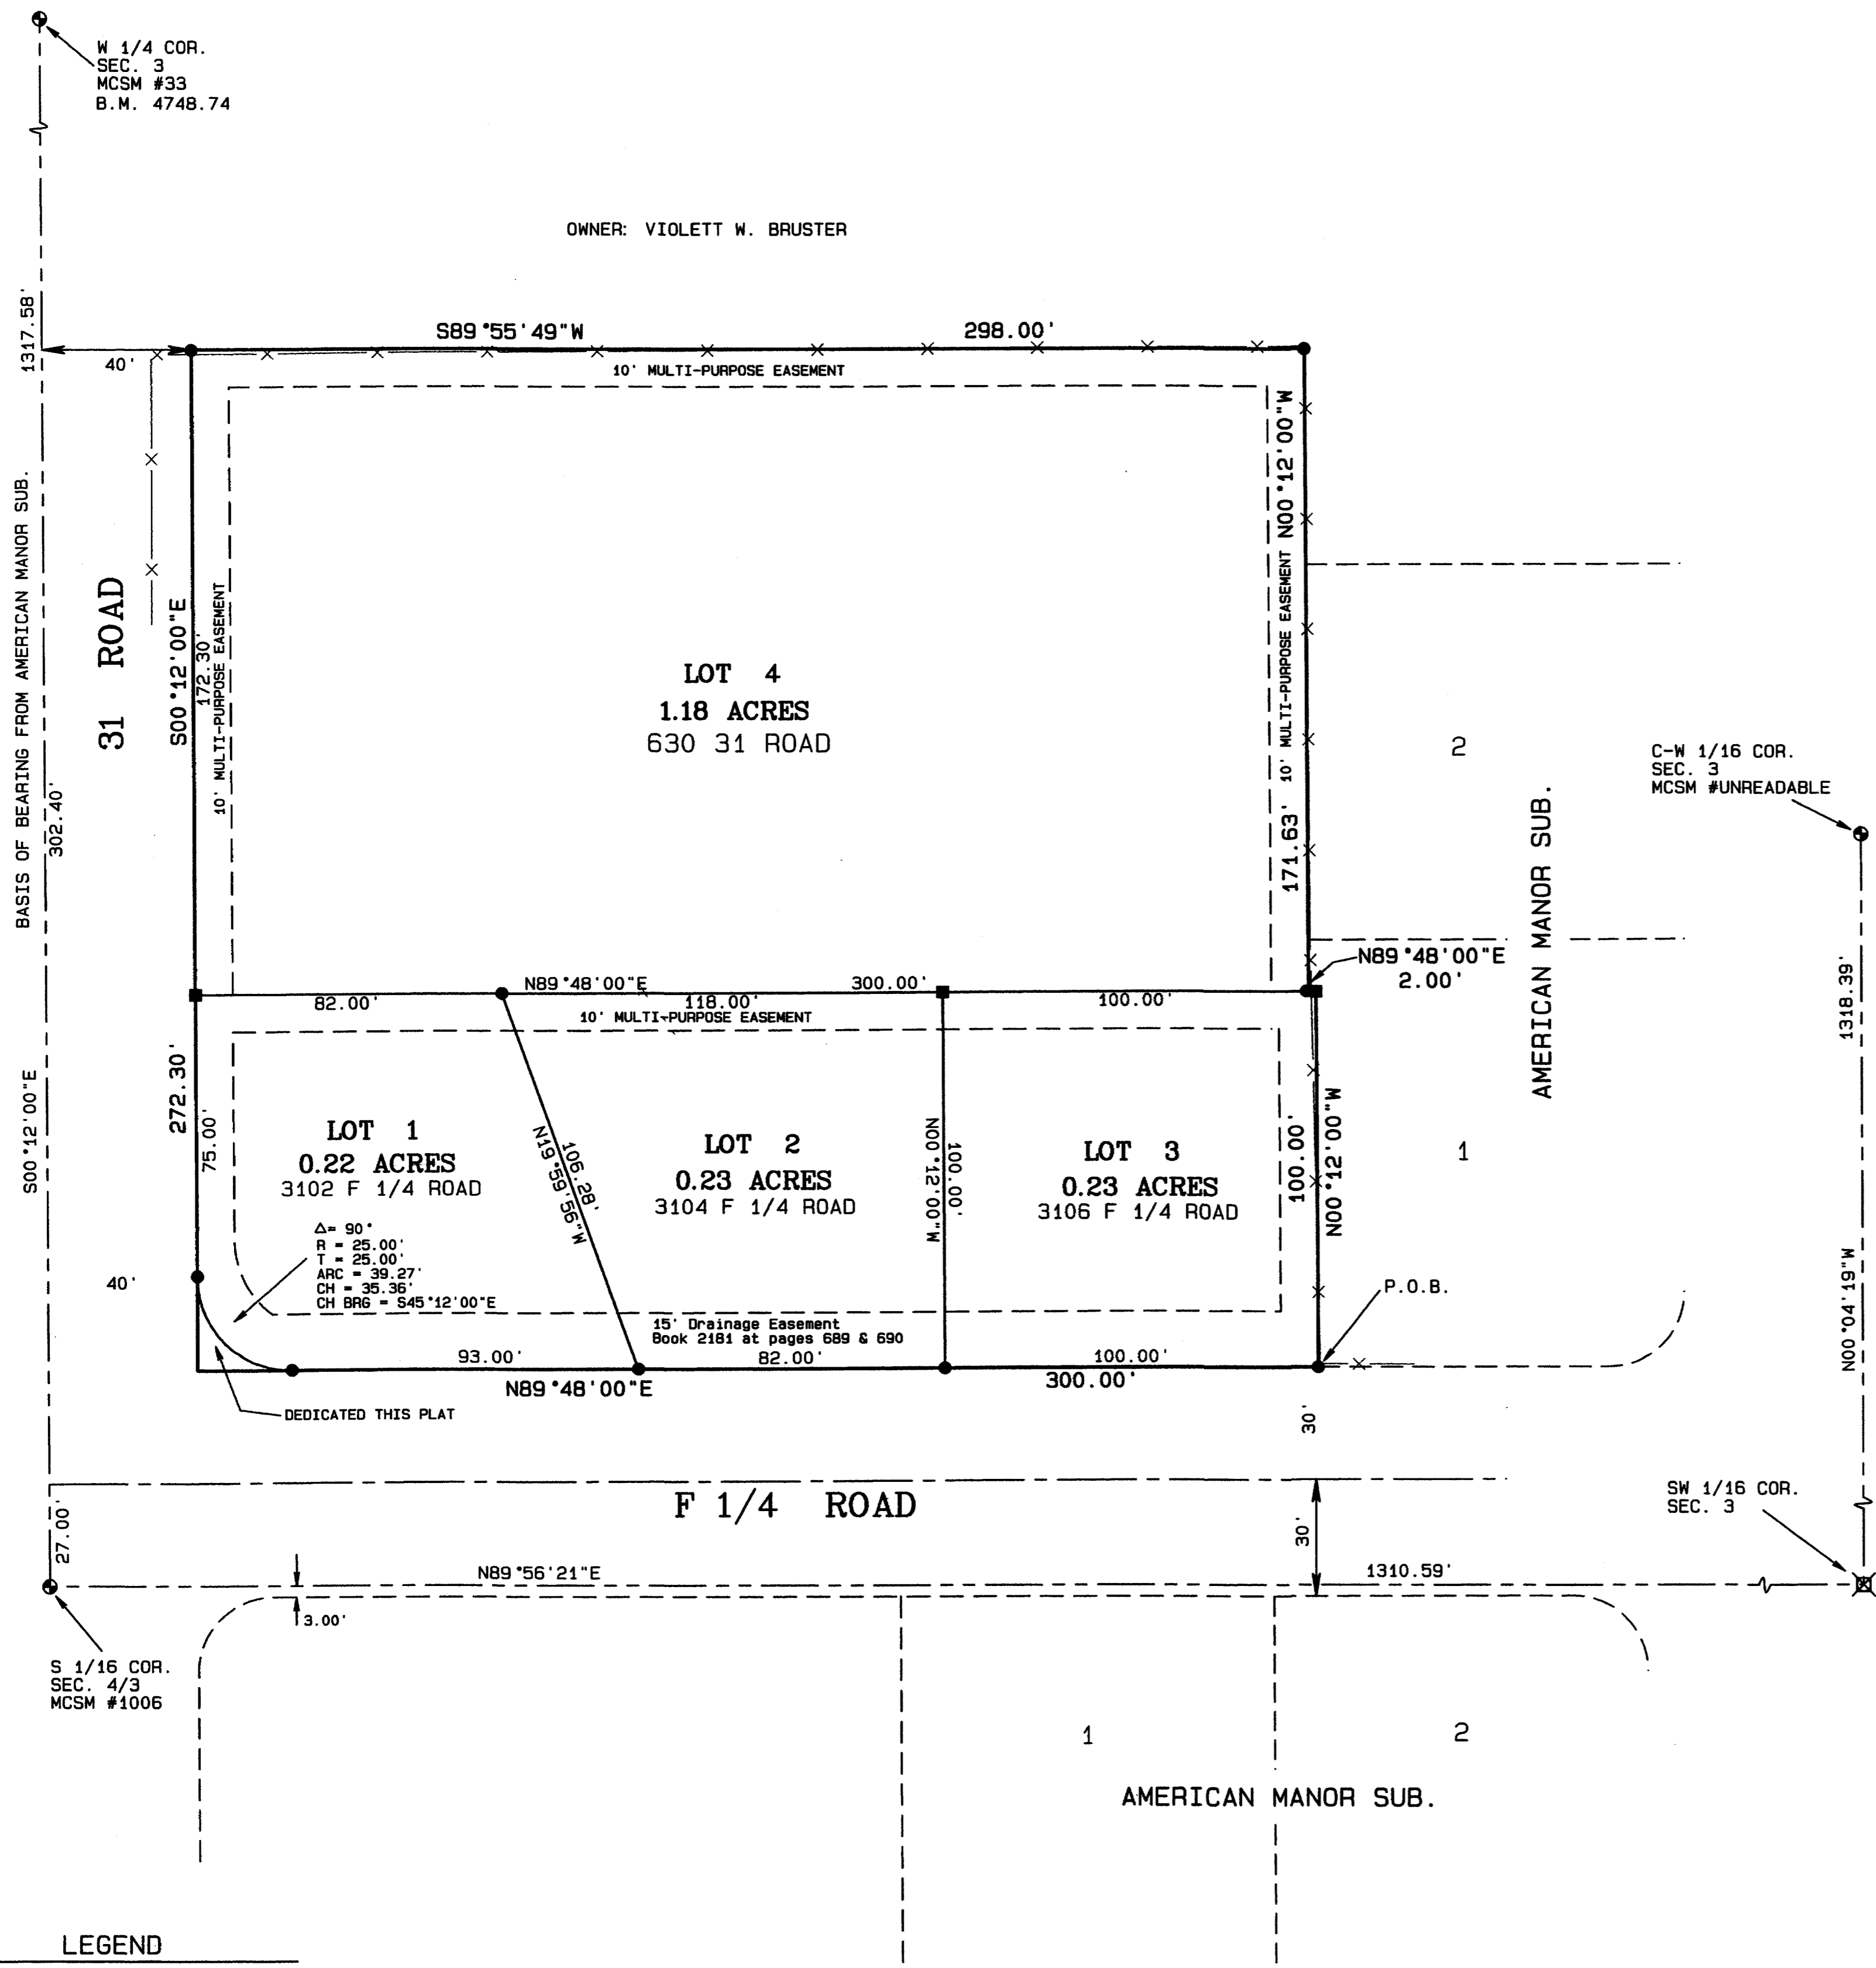 W 1/4 COR.
SEC. 3
MCSM #33
B.M. 4748.74
OWNER: VIOLETT W. BRUSTER
1317.58'
40'
S89°55'49"W
298.00'
10' MULTI-PURPOSE EASEMENT
N00°12'00"W
10' MULTI-PURPOSE EASEMENT
171.63'
BASIS OF BEARING FROM AMERICAN MANOR SUB.
302.40'
S00°12'00"E
31 ROAD
S00°12'00"E
172.30'
10' MULTI-PURPOSE EASEMENT
LOT 4
1.18 ACRES
630 31 ROAD
2
AMERICAN MANOR SUB.
C-W 1/16 COR.
SEC. 3
MCSM #UNREADABLE
1318.39'
N00°04'19"W
N89°48'00"E
2.00'
N89°48'00"E
300.00'
82.00'
118.00'
100.00'
10' MULTI-PURPOSE EASEMENT
272.30'
75.00'
LOT 1
0.22 ACRES
3102 F 1/4 ROAD
106.28'
N19°59'56"W
LOT 2
0.23 ACRES
3104 F 1/4 ROAD
N00°12'00"W
100.00'
LOT 3
0.23 ACRES
3106 F 1/4 ROAD
100.00'
N00°12'00"W
1
Δ= 90°
R = 25.00'
T = 25.00'
ARC = 39.27'
CH = 35.36'
CH BRG = S45°12'00"E
40'
P.O.B.
15' Drainage Easement
Book 2181 at pages 689 & 690
93.00'
82.00'
100.00'
N89°48'00"E
300.00'
DEDICATED THIS PLAT
30'
F 1/4 ROAD
30'
27.00'
N89°56'21"E
1310.59'
3.00'
SW 1/16 COR.
SEC. 3
S 1/16 COR.
SEC. 4/3
MCSM #1006
1
2
AMERICAN MANOR SUB.
LEGEND